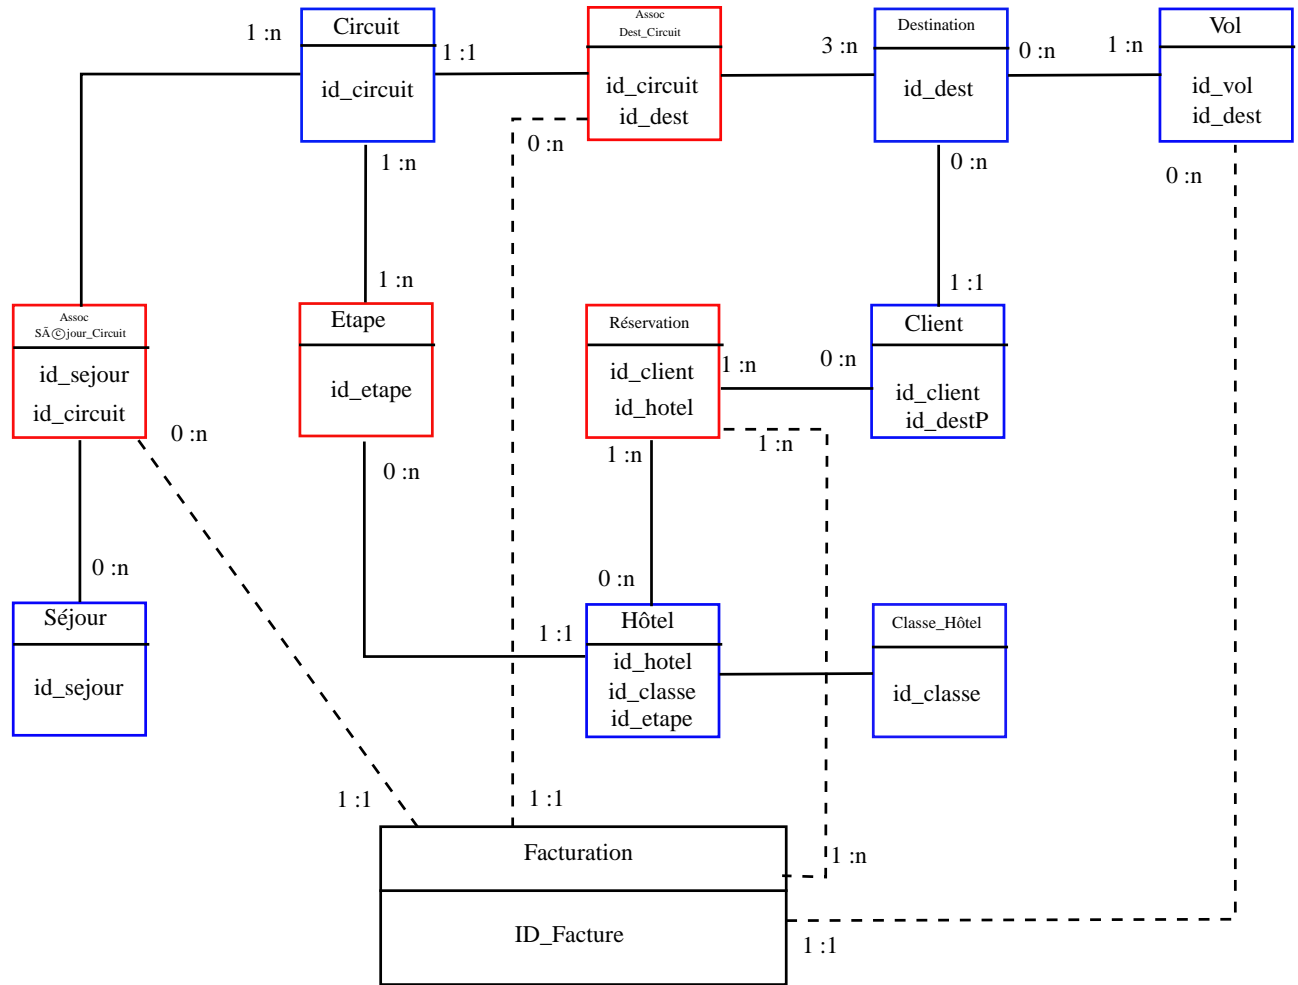 Circuit
id_circuit
Assoc
Dest_Circuit
id_circuit
id_dest
Destination
id_dest
Vol
id_vol
id_dest
1 :n
1 :1
3 :n
0 :n
1 :n
0 :n
1 :n
0 :n
0 :n
1 :n
1 :1
Assoc
SÃ©jour_Circuit
id_sejour
id_circuit
Etape
id_etape
Réservation
id_client
id_hotel
Client
id_client
id_destP
1 :n
0 :n
0 :n
0 :n
1 :n
1 :n
0 :n
0 :n
1 :1
Séjour
id_sejour
Hôtel
id_hotel
id_classe
id_etape
Classe_Hôtel
id_classe
1 :1
1 :1
Facturation
ID_Facture
1 :n
1 :1